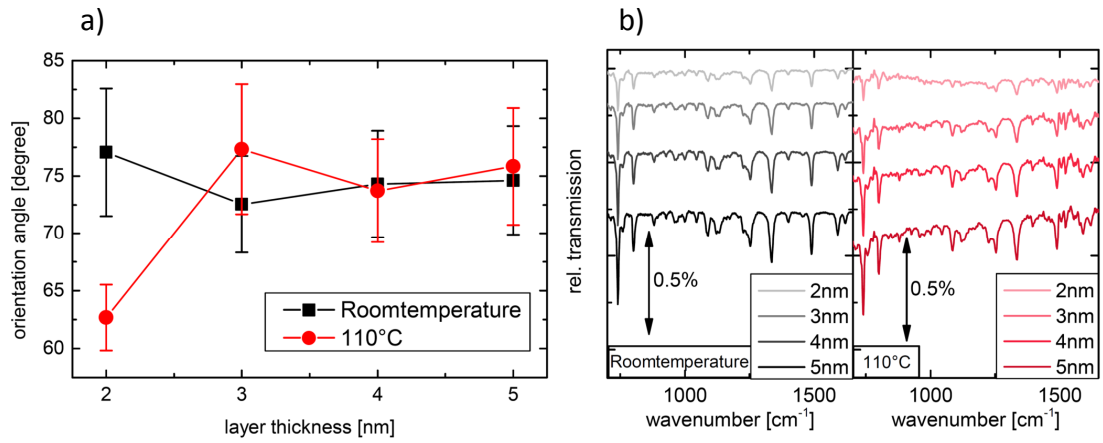 a)
85
80
75
70
65
60
orientation angle [degree]
2
3
4
5
layer thickness [nm]
Roomtemperature
110°C
b)
rel. transmission
0.5%
Roomtemperature
2nm
3nm
4nm
5nm
1000
1500
wavenumber [cm-1]
0.5%
110°C
2nm
3nm
4nm
5nm
1000
1500
wavenumber [cm-1]